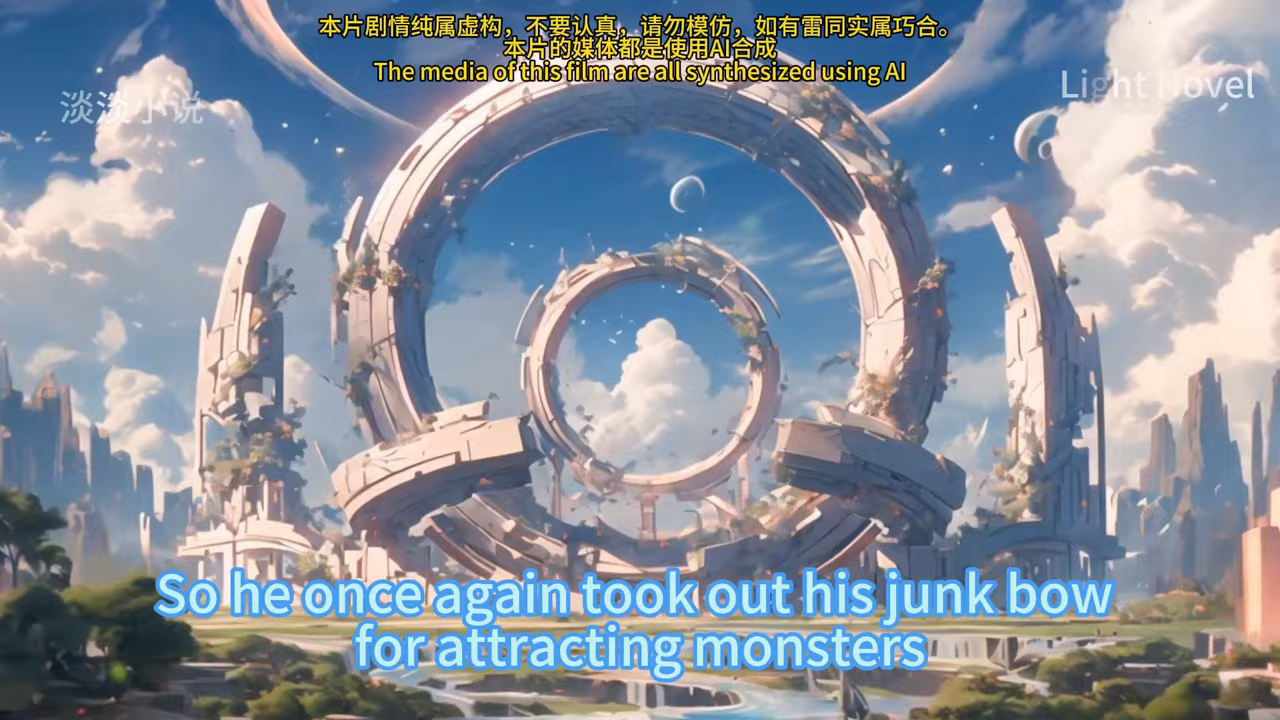 本片剧情纯属虚构，不要认真，请勿模仿，如有雷同实属巧合。
本片的媒体都是使用AI合成
The media of this film are all synthesized using AI
淡淡小说
Light Novel
So he once again took out his junk bow
for attracting monsters